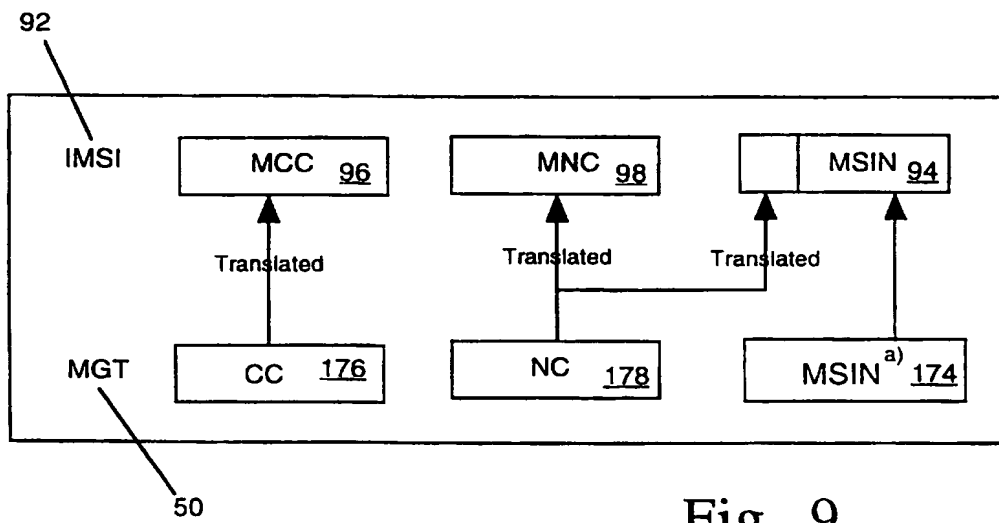 92
IMSI
MCC 96
MNC 98
MSIN 94
Translated
Translated
Translated
MGT
CC 176
NC 178
MSIN a) 174
50
Fig. 9